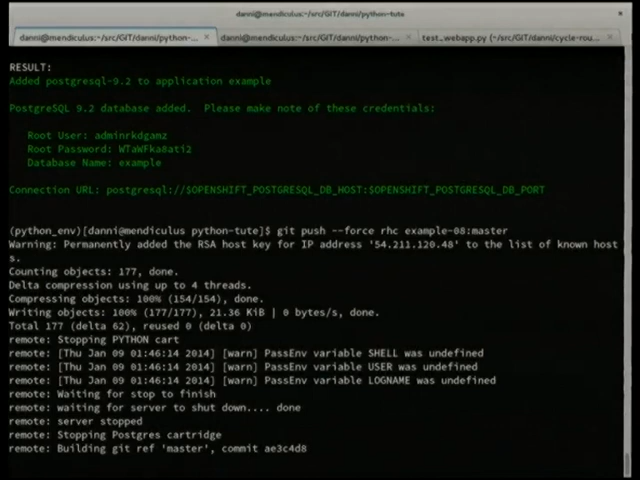 danni@mendiculus:~/src/GIT/danni/python-tute
danni@mendiculus:~/src/GIT/danni/python-... × danni@mendiculus:~/src/GIT/danni/python-... × test_webapp.py (~/src/GIT/danni/cycle-rou... ×
RESULT:
Added postgresql-9.2 to application example
PostgreSQL 9.2 database added.  Please make note of these credentials:
Root User: adminrkdganz
Root Password: WTaWFka8ati2
Database Name: example
Connection URL: postgresql://$OPENSHIFT_POSTGRESQL_DB_HOST:$OPENSHIFT_POSTGRESQL_DB_PORT
(python_env)[danni@mendiculus python-tute]$ git push --force rhc example-08:master
Warning: Permanently added the RSA host key for IP address '54.211.120.48' to the list of known host
s.
Counting objects: 177, done.
Delta compression using up to 4 threads.
Compressing objects: 100% (154/154), done.
Writing objects: 100% (177/177), 21.36 KiB | 0 bytes/s, done.
Total 177 (delta 62), reused 0 (delta 0)
remote: Stopping PYTHON cart
remote: [Thu Jan 09 01:46:14 2014] [warn] PassEnv variable SHELL was undefined
remote: [Thu Jan 09 01:46:14 2014] [warn] PassEnv variable USER was undefined
remote: [Thu Jan 09 01:46:14 2014] [warn] PassEnv variable LOGNAME was undefined
remote: Waiting for stop to finish
remote: waiting for server to shut down.... done
remote: server stopped
remote: Stopping Postgres cartridge
remote: Building git ref 'master', commit ae3c4d8